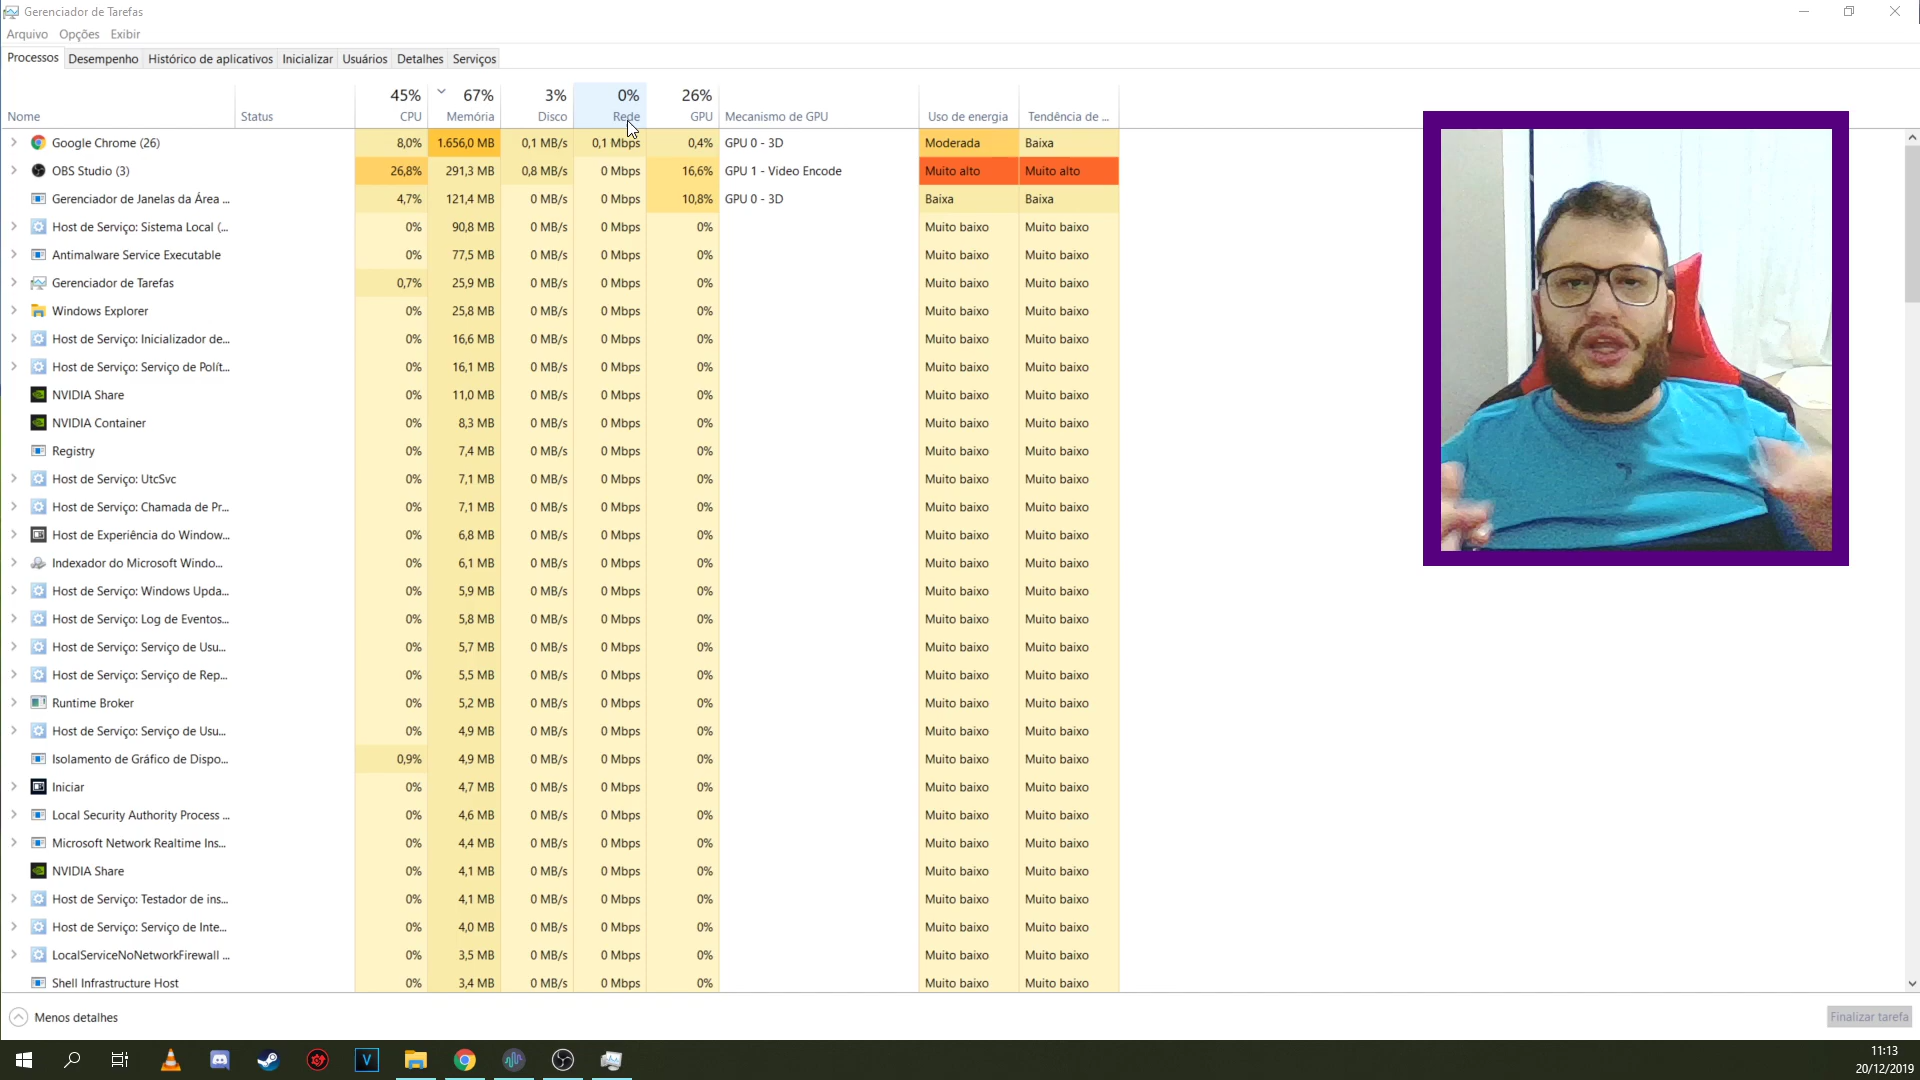 Gerenciador de Tarefas
Arquivo Opções Exibir
Processos Desempenho Histórico de aplicativos Inicializar Usuários Detalhes Serviços
45% 67% 3% 0% 26%
Nome Status CPU Memória Disco Rede GPU Mecanismo de GPU Uso de energia Tendência de ...
Google Chrome (26) 8,0% 1.656,0 MB 0,1 MB/s 0,1 Mbps 0,4% GPU 0 - 3D Moderada Baixa
OBS Studio (3) 26,8% 291,3 MB 0,8 MB/s 0 Mbps 16,6% GPU 1 - Video Encode Muito alto Muito alto
Gerenciador de Janelas da Área ... 4,7% 121,4 MB 0 MB/s 0 Mbps 10,8% GPU 0 - 3D Baixa Baixa
Host de Serviço: Sistema Local (... 0% 90,8 MB 0 MB/s 0 Mbps 0% Muito baixo Muito baixo
Antimalware Service Executable 0% 77,5 MB 0 MB/s 0 Mbps 0% Muito baixo Muito baixo
Gerenciador de Tarefas 0,7% 25,9 MB 0 MB/s 0 Mbps 0% Muito baixo Muito baixo
Windows Explorer 0% 25,8 MB 0 MB/s 0 Mbps 0% Muito baixo Muito baixo
Host de Serviço: Inicializador de... 0% 16,6 MB 0 MB/s 0 Mbps 0% Muito baixo Muito baixo
Host de Serviço: Serviço de Polít... 0% 16,1 MB 0 MB/s 0 Mbps 0% Muito baixo Muito baixo
NVIDIA Share 0% 11,0 MB 0 MB/s 0 Mbps 0% Muito baixo Muito baixo
NVIDIA Container 0% 8,3 MB 0 MB/s 0 Mbps 0% Muito baixo Muito baixo
Registry 0% 7,4 MB 0 MB/s 0 Mbps 0% Muito baixo Muito baixo
Host de Serviço: UtcSvc 0% 7,1 MB 0 MB/s 0 Mbps 0% Muito baixo Muito baixo
Host de Serviço: Chamada de Pr... 0% 7,1 MB 0 MB/s 0 Mbps 0% Muito baixo Muito baixo
Host de Experiência do Window... 0% 6,8 MB 0 MB/s 0 Mbps 0% Muito baixo Muito baixo
Indexador do Microsoft Windo... 0% 6,1 MB 0 MB/s 0 Mbps 0% Muito baixo Muito baixo
Host de Serviço: Windows Upda... 0% 5,9 MB 0 MB/s 0 Mbps 0% Muito baixo Muito baixo
Host de Serviço: Log de Eventos... 0% 5,8 MB 0 MB/s 0 Mbps 0% Muito baixo Muito baixo
Host de Serviço: Serviço de Usu... 0% 5,7 MB 0 MB/s 0 Mbps 0% Muito baixo Muito baixo
Host de Serviço: Serviço de Rep... 0% 5,5 MB 0 MB/s 0 Mbps 0% Muito baixo Muito baixo
Runtime Broker 0% 5,2 MB 0 MB/s 0 Mbps 0% Muito baixo Muito baixo
Host de Serviço: Serviço de Usu... 0% 4,9 MB 0 MB/s 0 Mbps 0% Muito baixo Muito baixo
Isolamento de Gráfico de Dispo... 0,9% 4,9 MB 0 MB/s 0 Mbps 0% Muito baixo Muito baixo
Iniciar 0% 4,7 MB 0 MB/s 0 Mbps 0% Muito baixo Muito baixo
Local Security Authority Process ... 0% 4,6 MB 0 MB/s 0 Mbps 0% Muito baixo Muito baixo
Microsoft Network Realtime Ins... 0% 4,4 MB 0 MB/s 0 Mbps 0% Muito baixo Muito baixo
NVIDIA Share 0% 4,1 MB 0 MB/s 0 Mbps 0% Muito baixo Muito baixo
Host de Serviço: Testador de ins... 0% 4,1 MB 0 MB/s 0 Mbps 0% Muito baixo Muito baixo
Host de Serviço: Serviço de Inte... 0% 4,0 MB 0 MB/s 0 Mbps 0% Muito baixo Muito baixo
LocalServiceNoNetworkFirewall ... 0% 3,5 MB 0 MB/s 0 Mbps 0% Muito baixo Muito baixo
Shell Infrastructure Host 0% 3,4 MB 0 MB/s 0 Mbps 0% Muito baixo Muito baixo
Menos detalhes Finalizar tarefa
V
11:13
20/12/2019